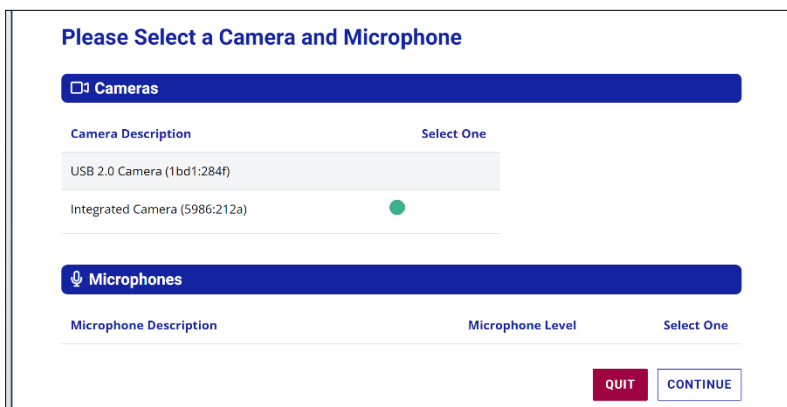 Please Select a Camera and Microphone
Cameras
Camera Description Select One
USB 2.0 Camera (1bd1:284f)
Integrated Camera (5986:212a)
Microphones
Microphone Description Microphone Level Select One
QUIT CONTINUE